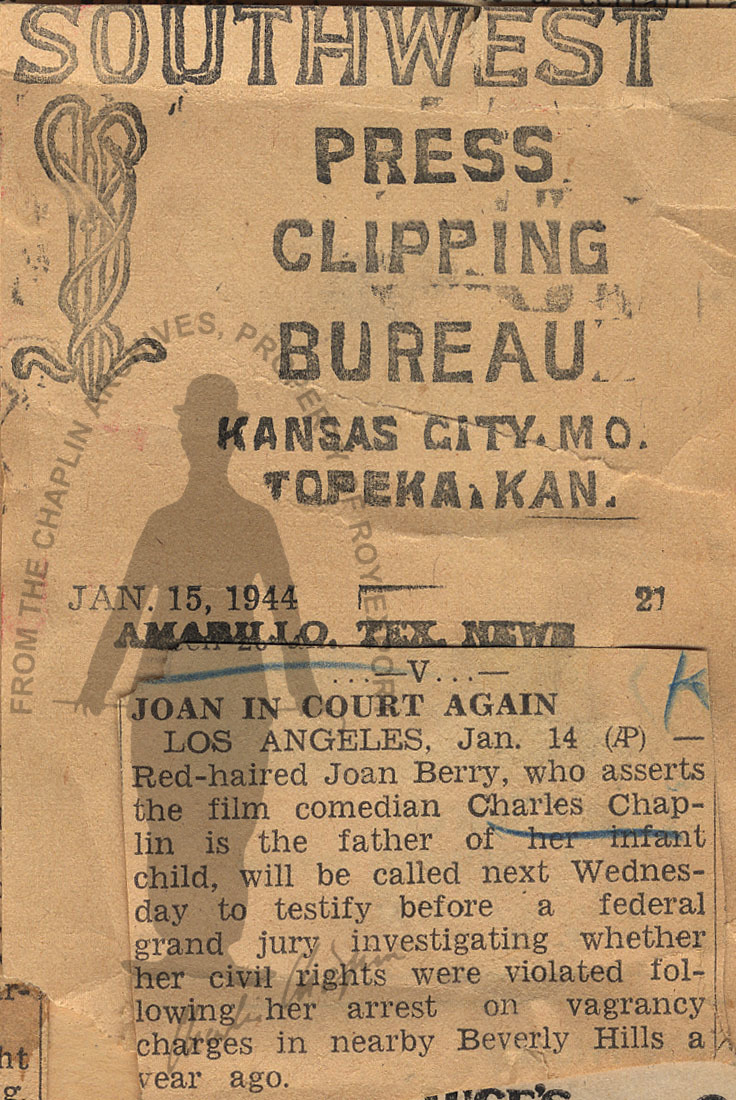 SOUTHWEST
PRESS
CLIPPING
BUREAU
KANSAS CITY, MO.
TOPEKA, KAN.
FROM THE CHAPLIN ARCHIVES, PROPERTY OF ROY EXPORT
JAN. 15, 1944
AMARILLO, TEX. NEWS
...—V...—
K
JOAN IN COURT AGAIN
LOS ANGELES, Jan. 14 (AP) —
Red-haired Joan Berry, who asserts
the film comedian Charles Chap-
lin is the father of her infant
child, will be called next Wednes-
day to testify before a federal
grand jury investigating whether
her civil rights were violated fol-
lowing her arrest on vagrancy
charges in nearby Beverly Hills a
year ago.
ht